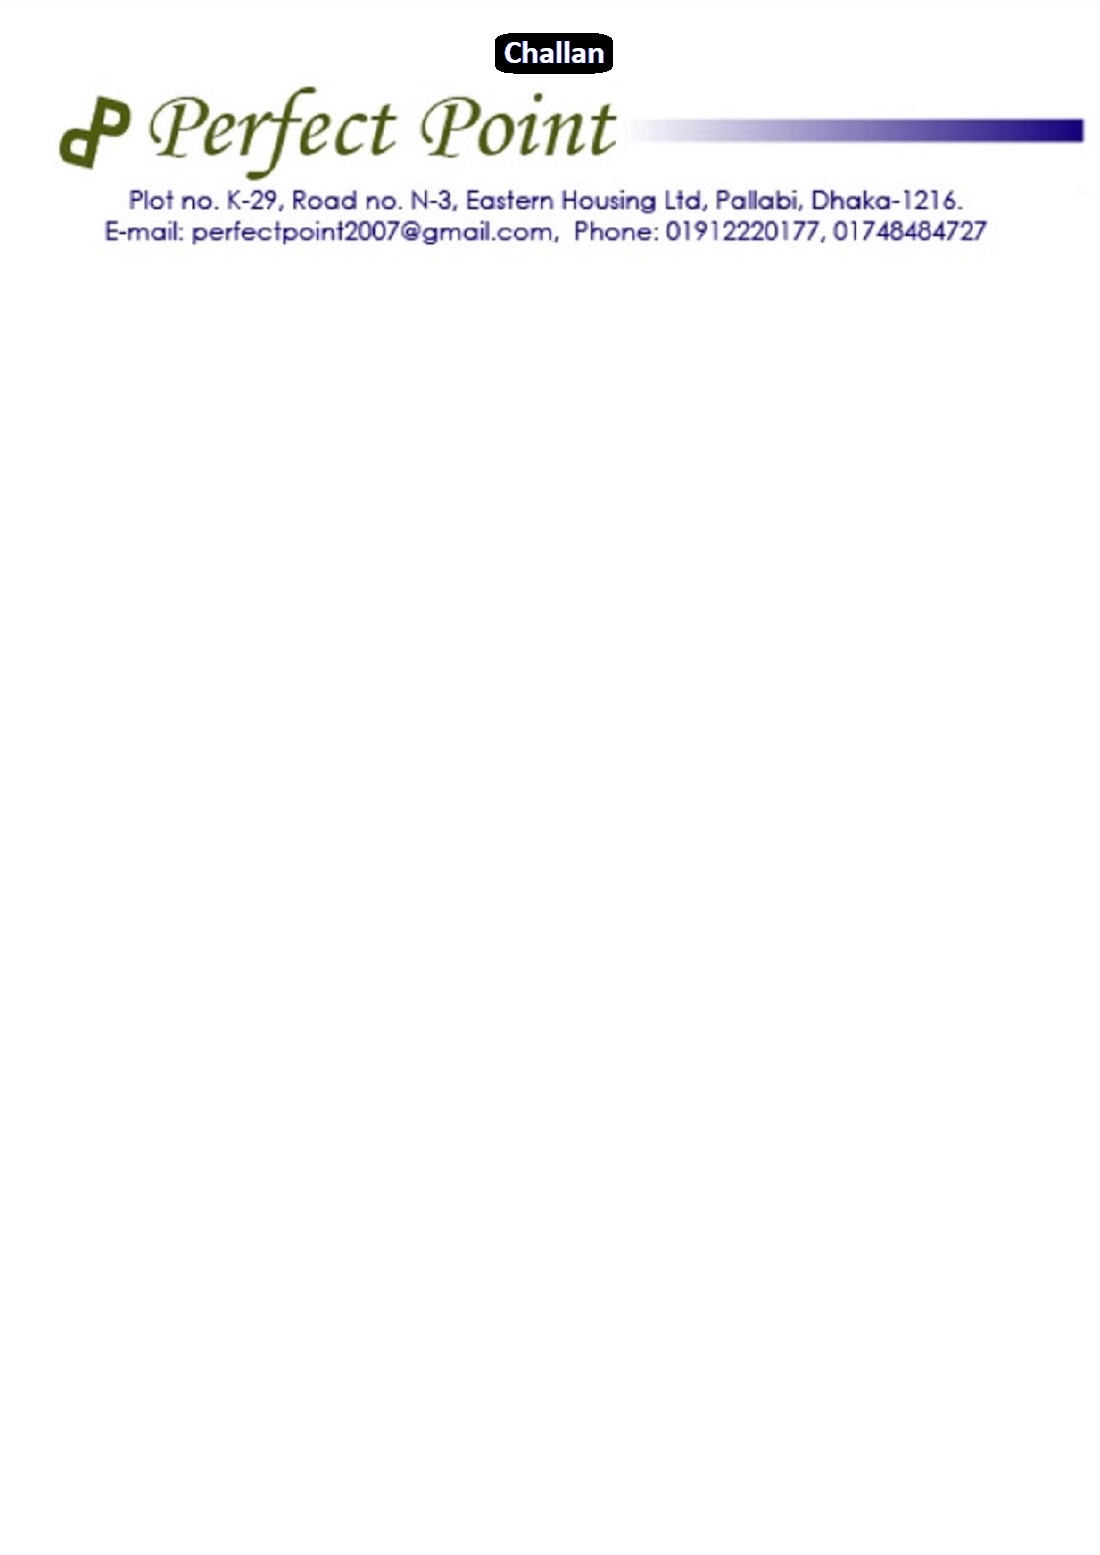 Challan
Perfect Point
Plot no. K-29, Road no. N-3, Eastern Housing Ltd, Pallabi, Dhaka-1216.
E-mail: perfectpoint2007@gmail.com, Phone: 01912220177, 01748484727